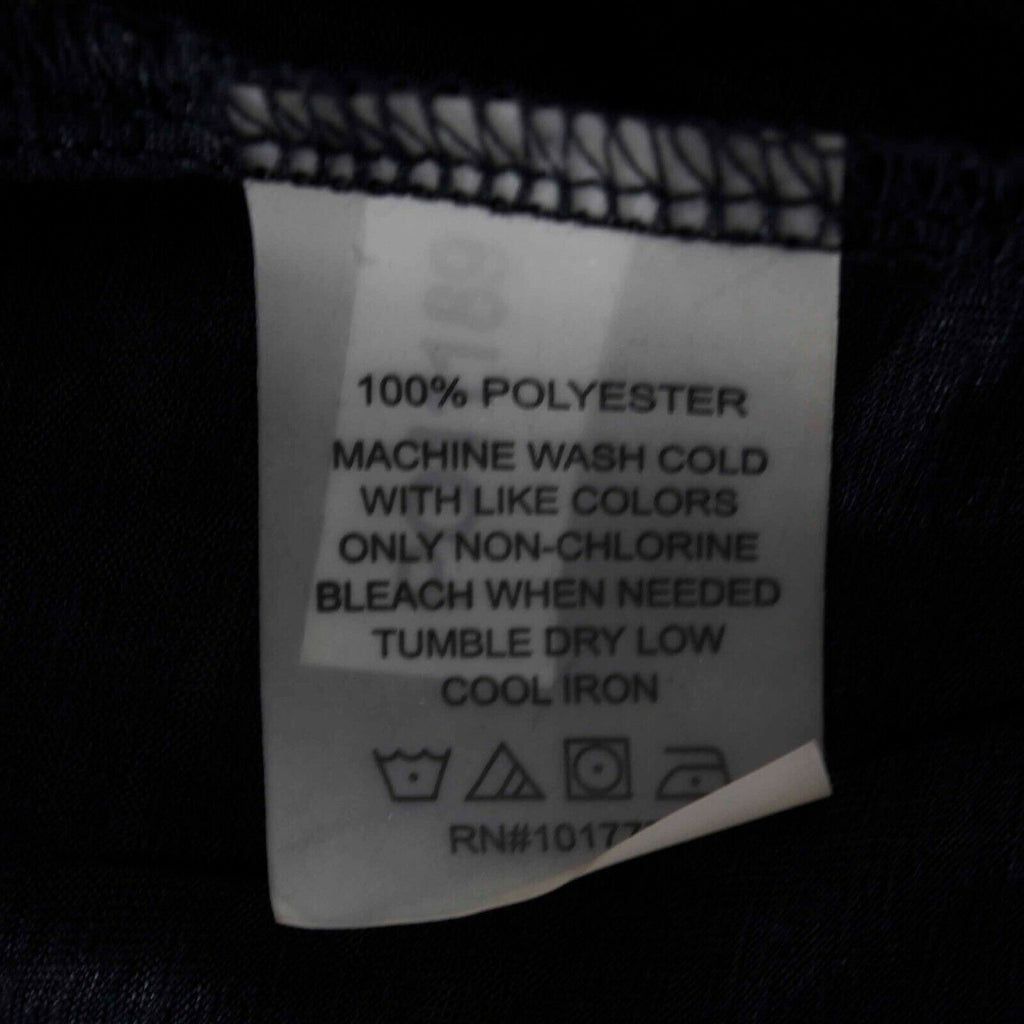 100% POLYESTER
MACHINE WASH COLD
WITH LIKE COLORS
ONLY NON-CHLORINE
BLEACH WHEN NEEDED
TUMBLE DRY LOW
COOL IRON